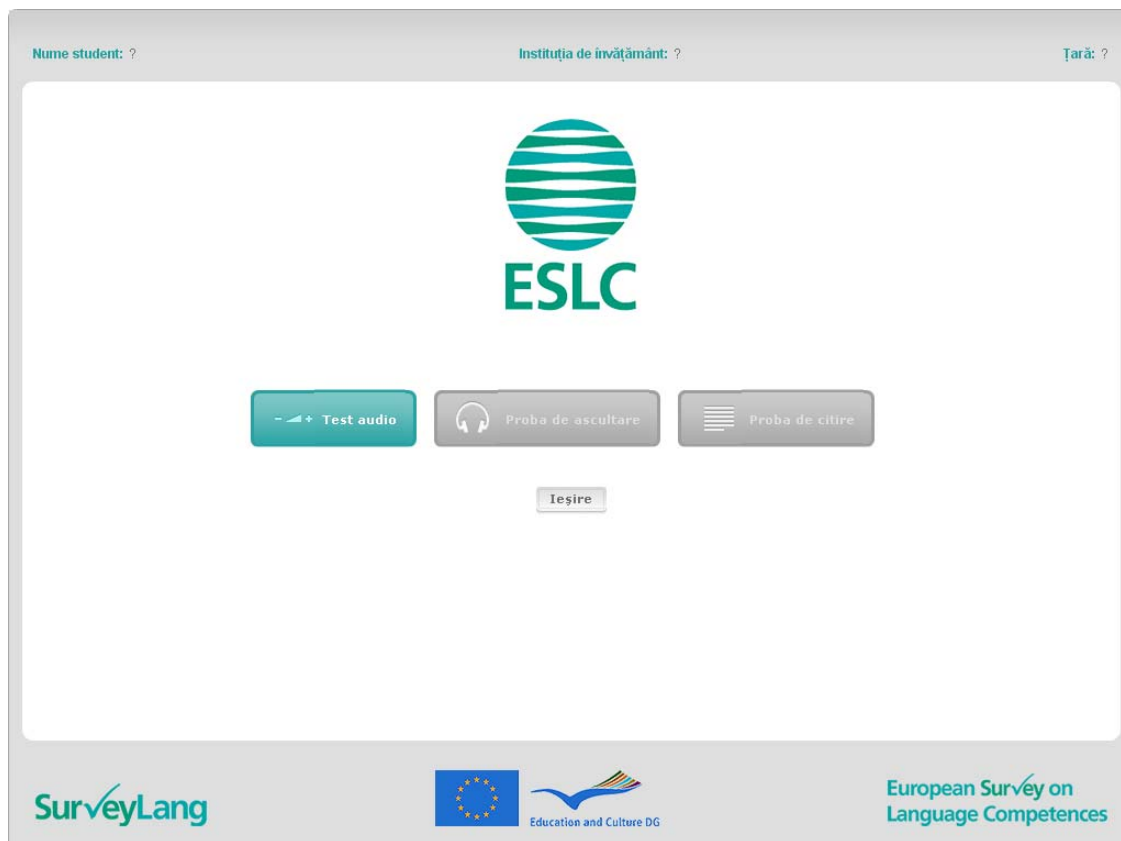 Nume student: ? Instituția de învățământ: ? Țară: ?
ESLC
- + Test audio Proba de ascultare Proba de citire
Ieşire
SurveyLang
Education and Culture DG
European Survey on
Language Competences